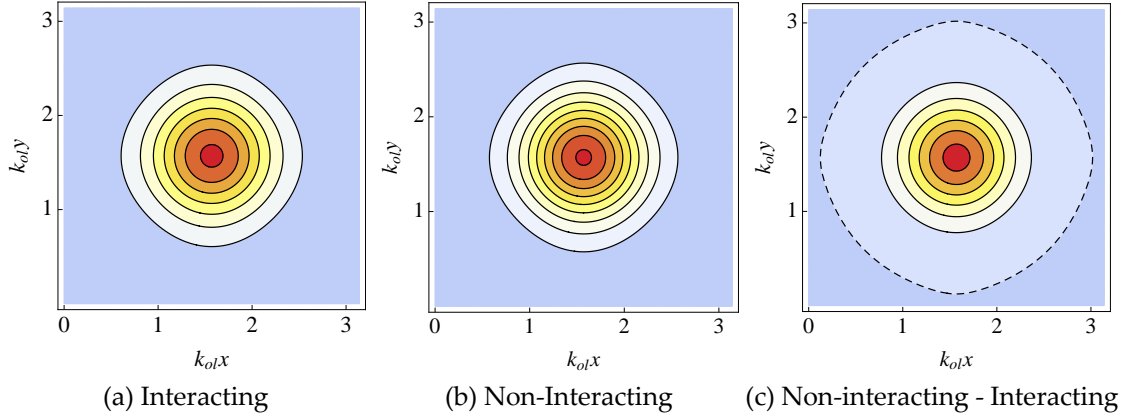 3
2
1
0
1
2
3
k_{ol}y
k_{ol}x
(a) Interacting
3
2
1
0
1
2
3
k_{ol}y
k_{ol}x
(b) Non-Interacting
3
2
1
0
1
2
3
k_{ol}y
k_{ol}x
(c) Non-interacting - Interacting